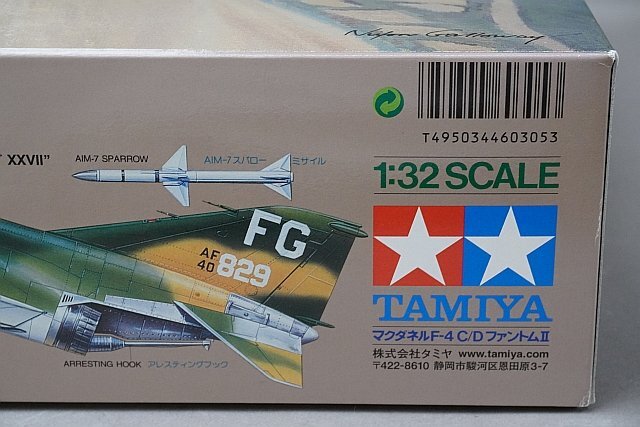 T4950344603053
XXVII"
AIM-7 SPARROW AIM-7スパロー ミサイル
1:32 SCALE
FG
AF
40 829
TAMIYA
マクダネルF-4 C/D ファントムII
株式会社タミヤ www.tamiya.com
〒422-8610 静岡市駿河区恩田原3-7
ARRESTING HOOK アレスティングフック